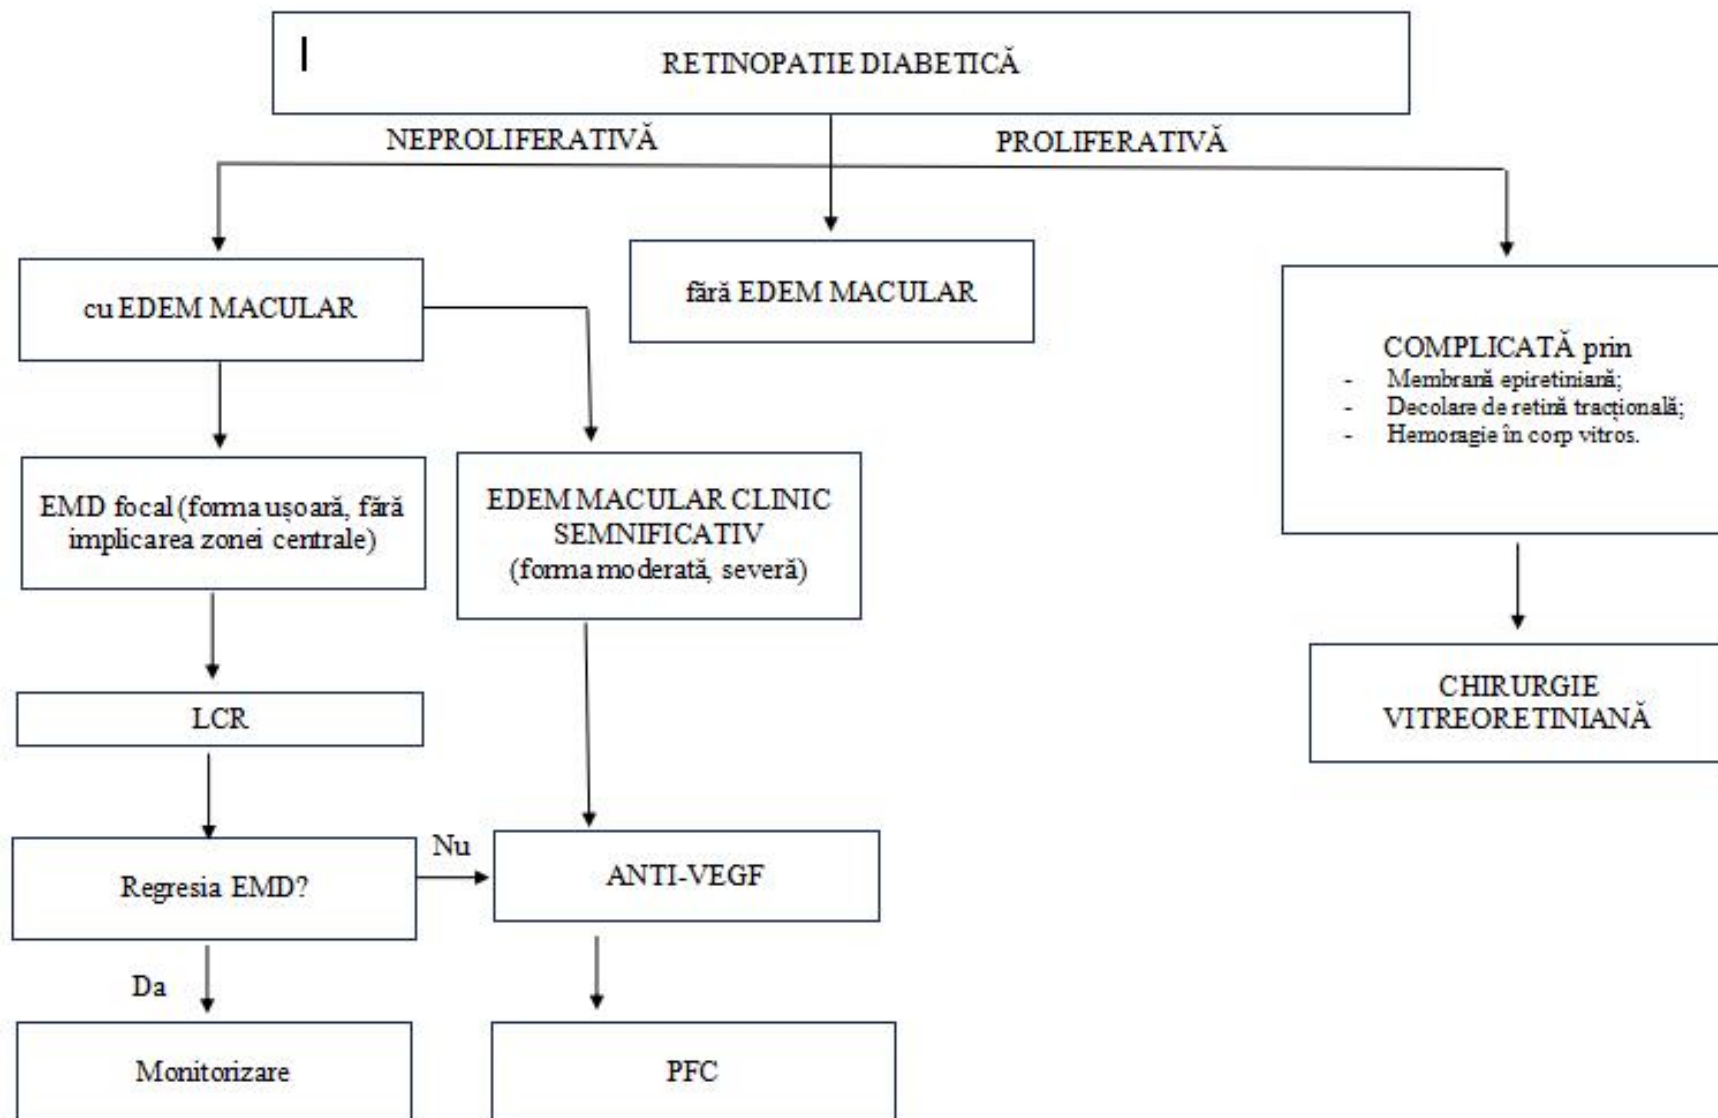 RETINOPATIE DIABETICĂ
NEPROLIFERATIVĂ
PROLIFERATIVĂ
cu EDEM MACULAR
fără EDEM MACULAR
COMPLICATĂ prin
- Membrană epiretiniană;
- Decolare de retină tracțională;
- Hemoragie în corp vitros.
EMD focal (forma ușoară, fără
implicarea zonei centrale)
EDEM MACULAR CLINIC
SEMNIFICATIV
(forma moderată, severă)
CHIRURGIE
VITREORETINIANĂ
LCR
Regresia EMD?
Nu
ANTI-VEGF
Da
Monitorizare
PFC